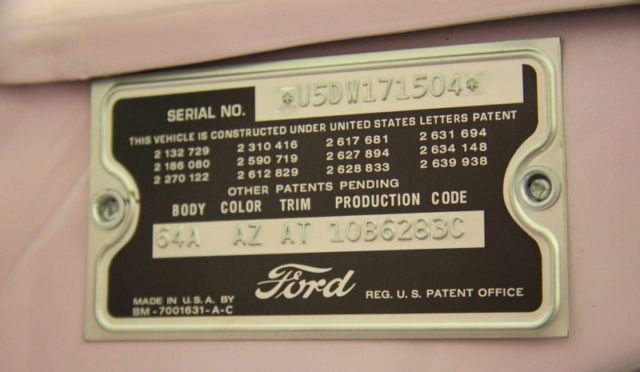 SERIAL NO. *U5DW171504*
THIS VEHICLE IS CONSTRUCTED UNDER UNITED STATES LETTERS PATENT
2 132 729 2 310 416 2 617 681 2 631 694
2 186 080 2 590 719 2 627 894 2 634 148
2 270 122 2 612 829 2 628 833 2 639 938
OTHER PATENTS PENDING
BODY COLOR TRIM PRODUCTION CODE
64A AZ AT 10B6283C
Ford
REG. U. S. PATENT OFFICE
MADE IN U.S.A. BY
BM-7001631-A-C